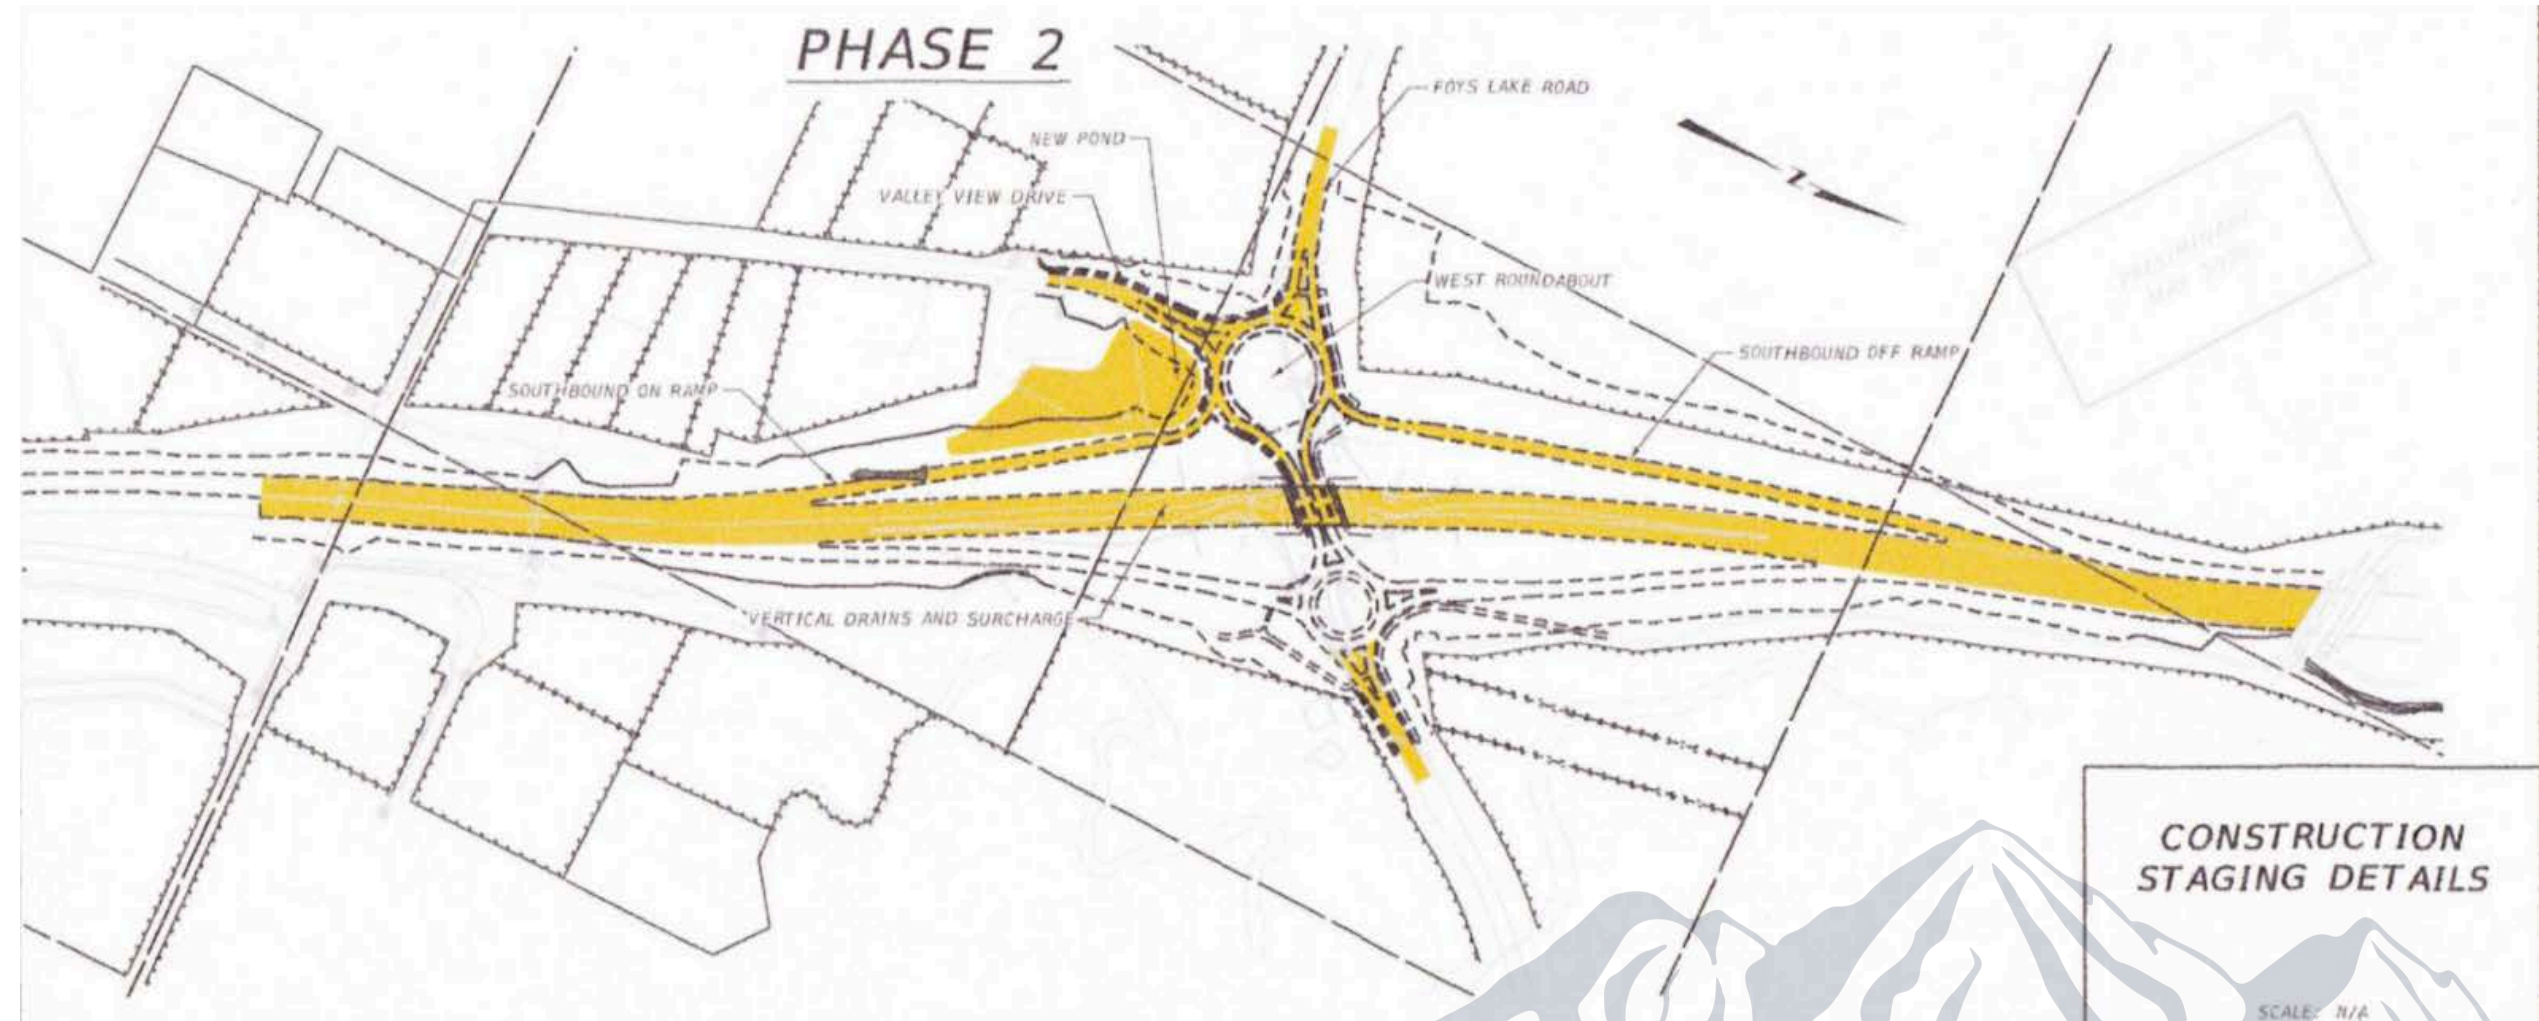 PHASE 2
FOYS LAKE ROAD
NEW POND
VALLEY VIEW DRIVE
Z
WEST ROUNDABOUT
SOUTHBOUND OFF RAMP
SOUTHBOUND ON RAMP
VERTICAL DRAINS AND SURCHARGE
CONSTRUCTION
STAGING DETAILS
SCALE: N/A